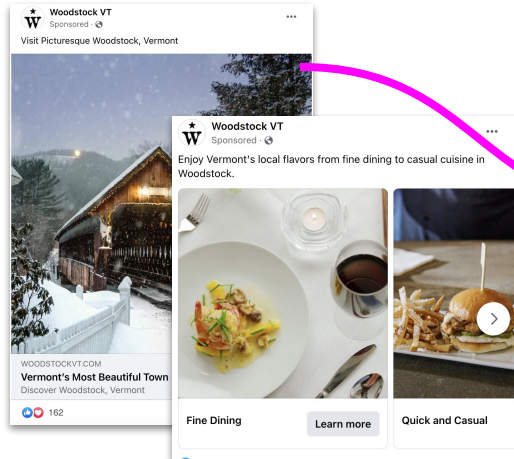 W
Woodstock VT
Sponsored ·
Visit Picturesque Woodstock, Vermont
WOODSTOCKVT.COM
Vermont's Most Beautiful Town
Discover Woodstock, Vermont
162
W
Woodstock VT
Sponsored ·
Enjoy Vermont's local flavors from fine dining to casual cuisine in
Woodstock.
Fine Dining
Learn more
Quick and Casual